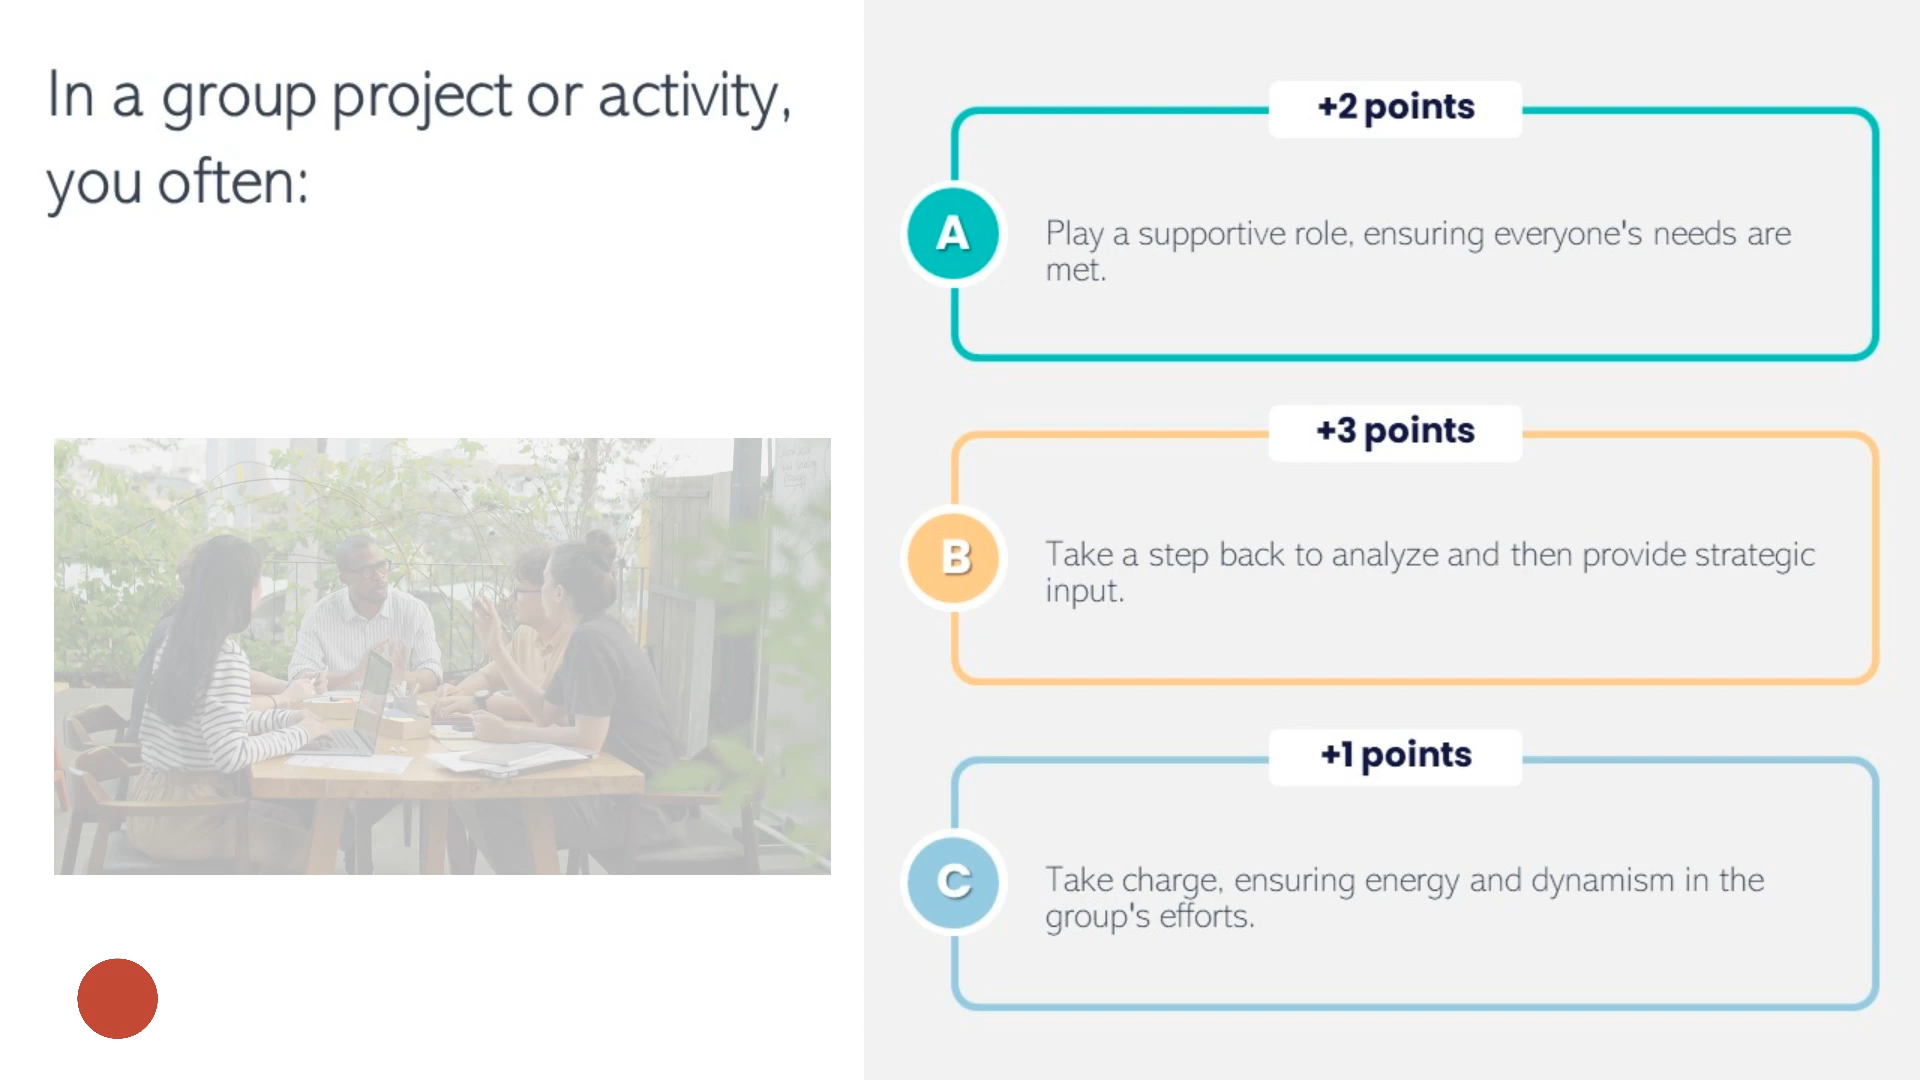 In a group project or activity,
you often:
+2 points
A
Play a supportive role, ensuring everyone's needs are
met.
+3 points
B
Take a step back to analyze and then provide strategic
input.
+1 points
C
Take charge, ensuring energy and dynamism in the
group's efforts.